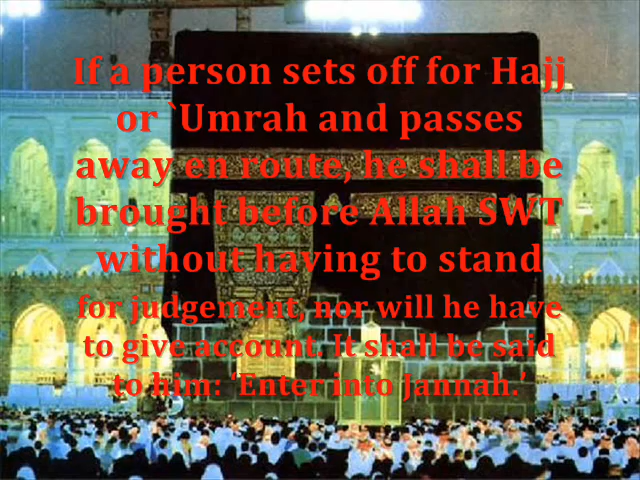 If a person sets off for Hajj
or `Umrah and passes
away en route, he shall be
brought before Allah SWT
without having to stand
for judgement, nor will he have
to give account. It shall be said
to him: ‘Enter into Jannah.’